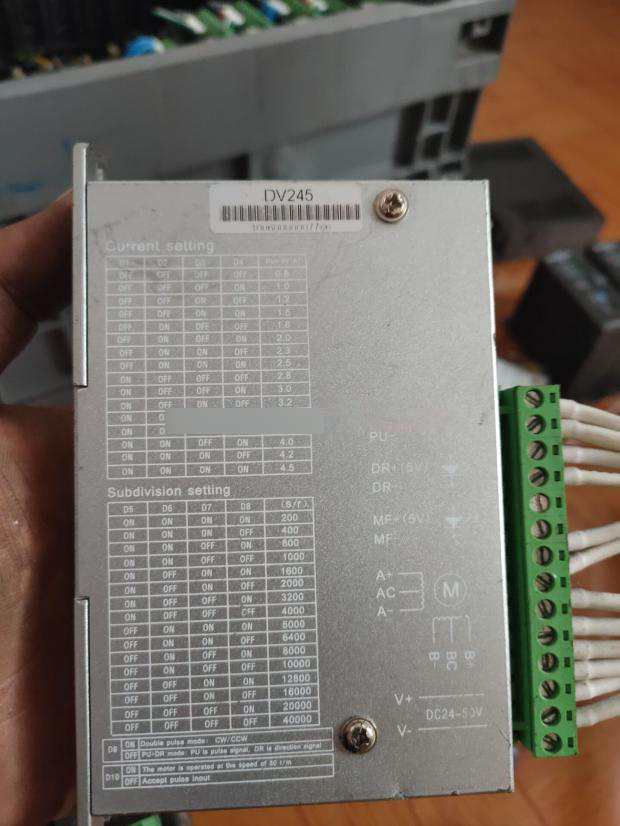 DV245
Current setting
D1 D2 D3 D4
OFF OFF OFF OFF 0.8
OFF OFF OFF ON 1.0
OFF OFF ON OFF 1.2
OFF OFF ON ON 1.5
OFF ON OFF OFF 1.8
OFF ON OFF ON 2.0
OFF ON ON OFF 2.3
OFF ON ON ON 2.5
ON OFF OFF OFF 2.8
ON OFF OFF ON 3.0
ON OFF ON OFF 3.2
ON
ON
ON ON OFF ON 4.0
ON ON ON OFF 4.2
ON ON ON ON 4.5
PU-
DR+(5V)
DR-
MF+(5V)
MF-
A+
AC
A-
M
B- BC B+
V+
DC24-50V
V-
Subdivision setting
D5 D6 D7 D8 (s/r)
ON ON ON ON 200
ON ON ON OFF 400
ON ON OFF ON 800
ON ON OFF OFF 1000
ON OFF ON ON 1600
ON OFF ON OFF 2000
ON OFF OFF ON 3200
ON OFF OFF OFF 4000
OFF ON ON ON 5000
OFF ON ON OFF 6400
OFF ON OFF ON 8000
OFF ON OFF OFF 10000
OFF OFF ON ON 12800
OFF OFF ON OFF 16000
OFF OFF OFF ON 20000
OFF OFF OFF OFF 40000
D9 ON Double pulse mode: CW/CCW
OFF PU-DR mode: PU is pulse signal, DR is direction signal
D10 ON The motor is operated at the speed of 30 r/m
OFF Accept pulse input